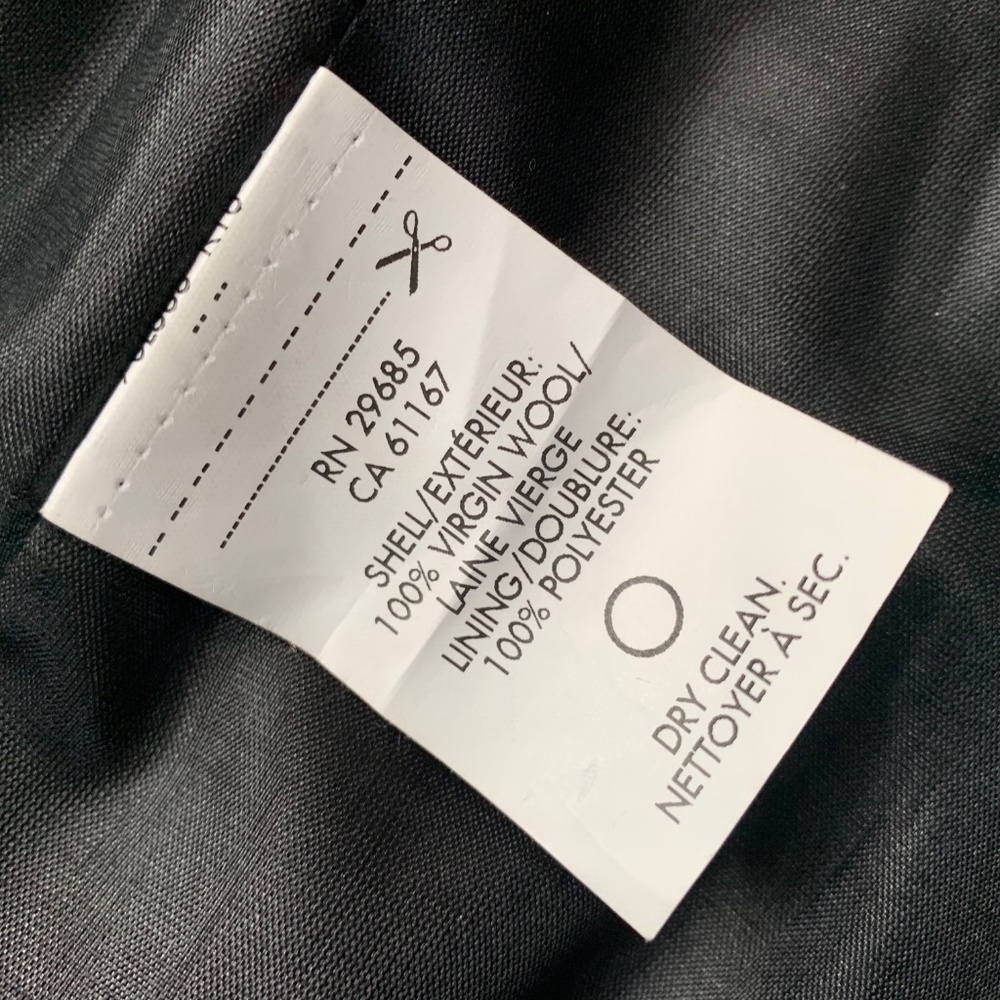 RN 29685
CA 61167
SHELL/EXTÉRIEUR:
100% VIRGIN WOOL/
LAINE VIERGE
LINING/DOUBLURE:
100% POLYESTER
DRY CLEAN.
NETTOYER À SEC.